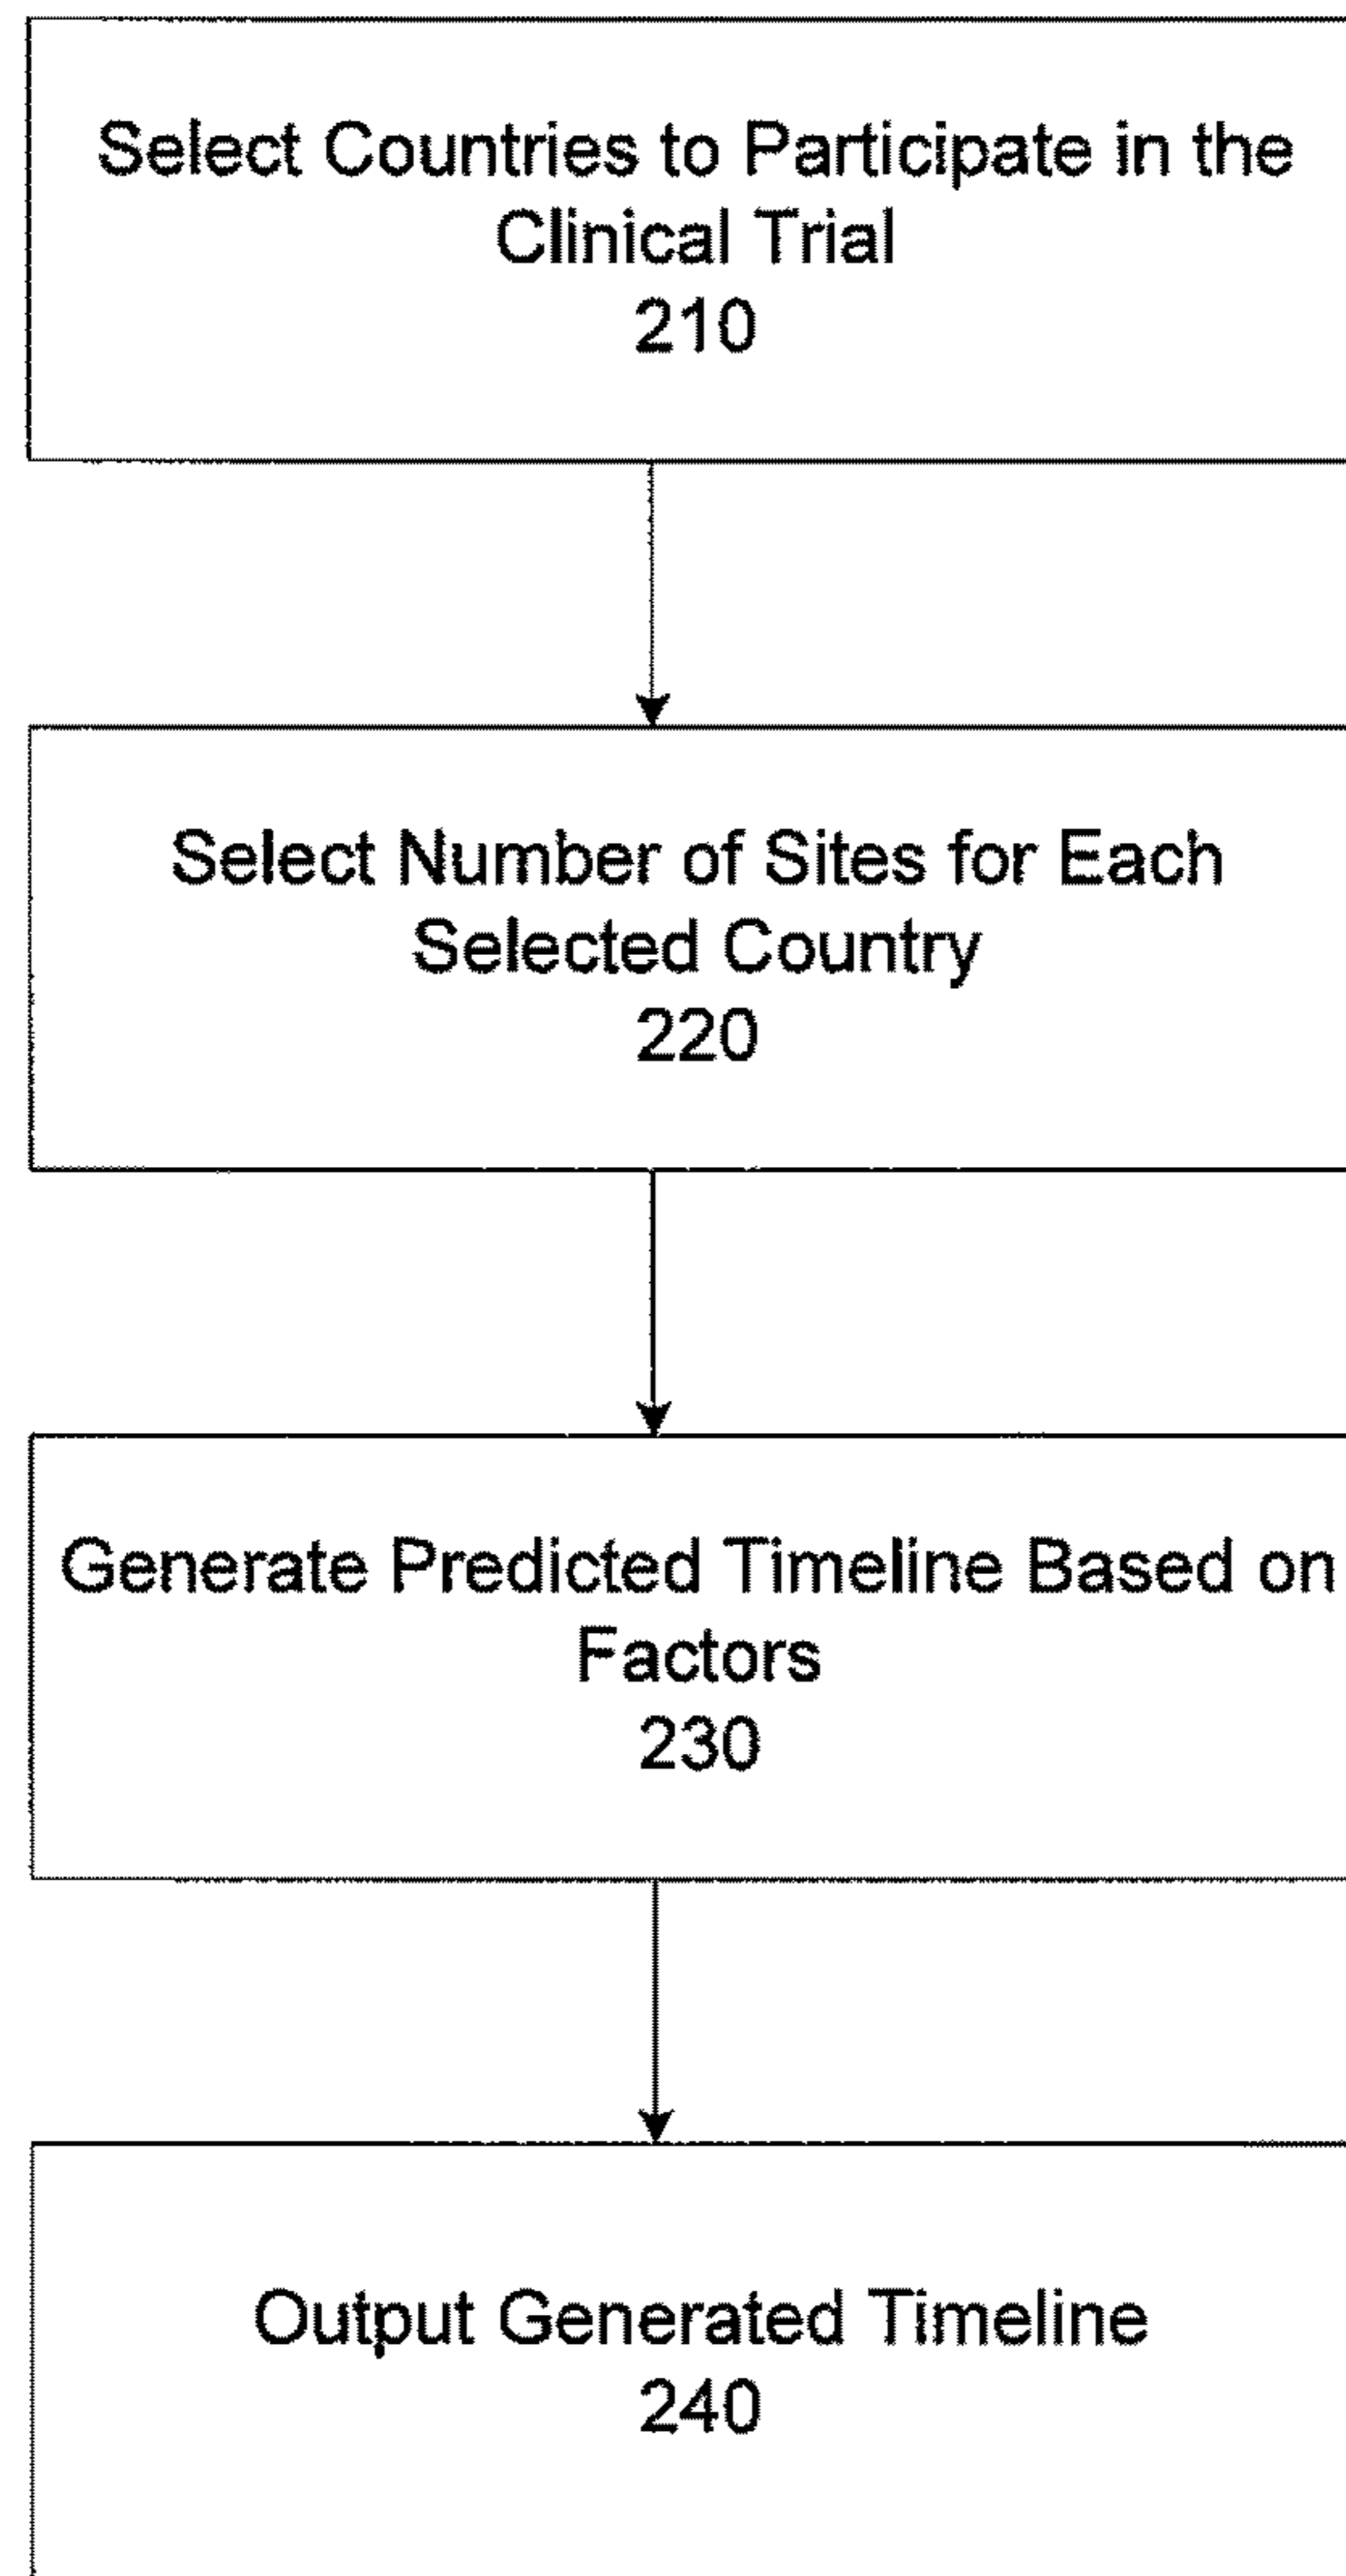 Select Countries to Participate in the
Clinical Trial
210
Select Number of Sites for Each
Selected Country
220
Generate Predicted Timeline Based on
Factors
230
Output Generated Timeline
240